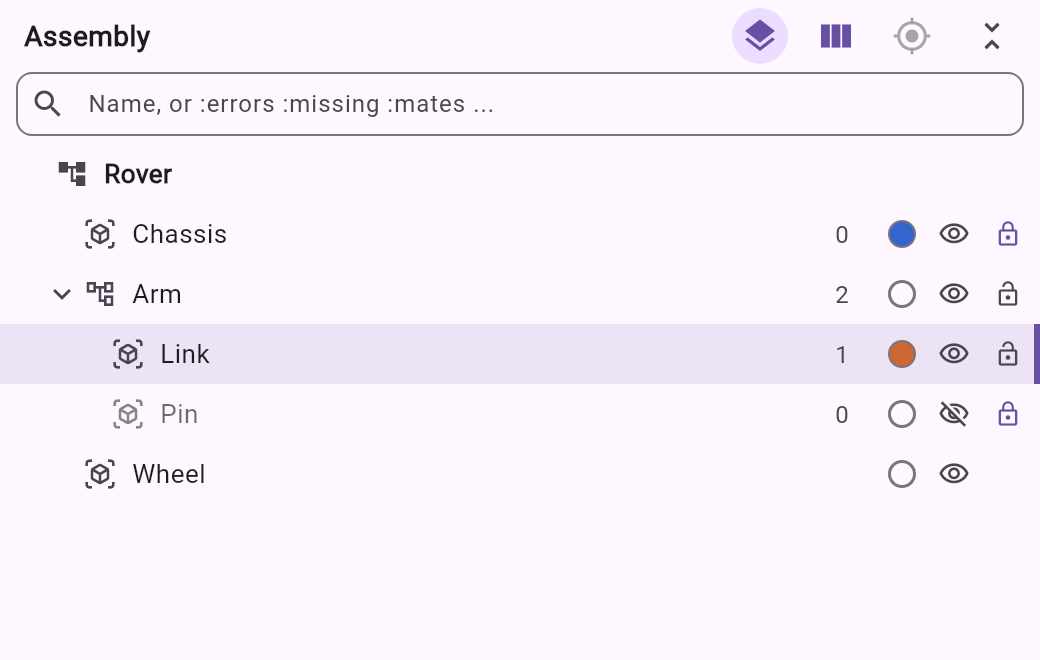 Assembly
Name, or :errors :missing :mates ...
Rover
Chassis 0
Arm 2
Link 1
Pin 0
Wheel